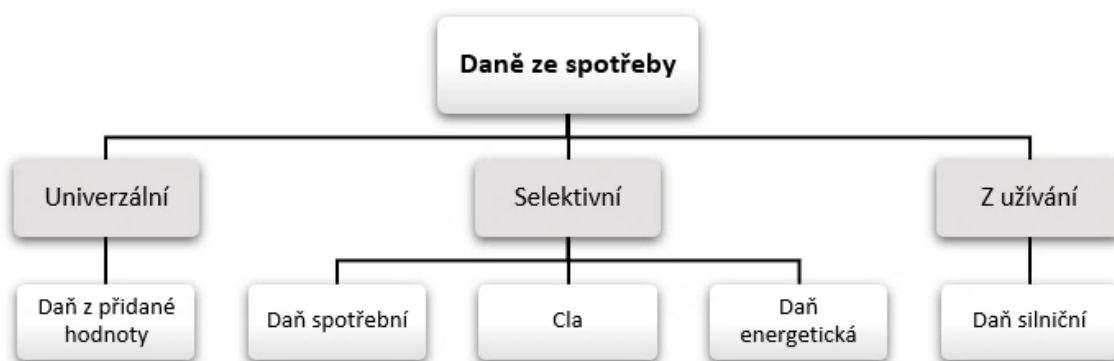 Daně ze spotřeby
Univerzální
Selektivní
Z užívání
Daň z přidané
hodnoty
Daň spotřební
Cla
Daň
energetická
Daň silniční